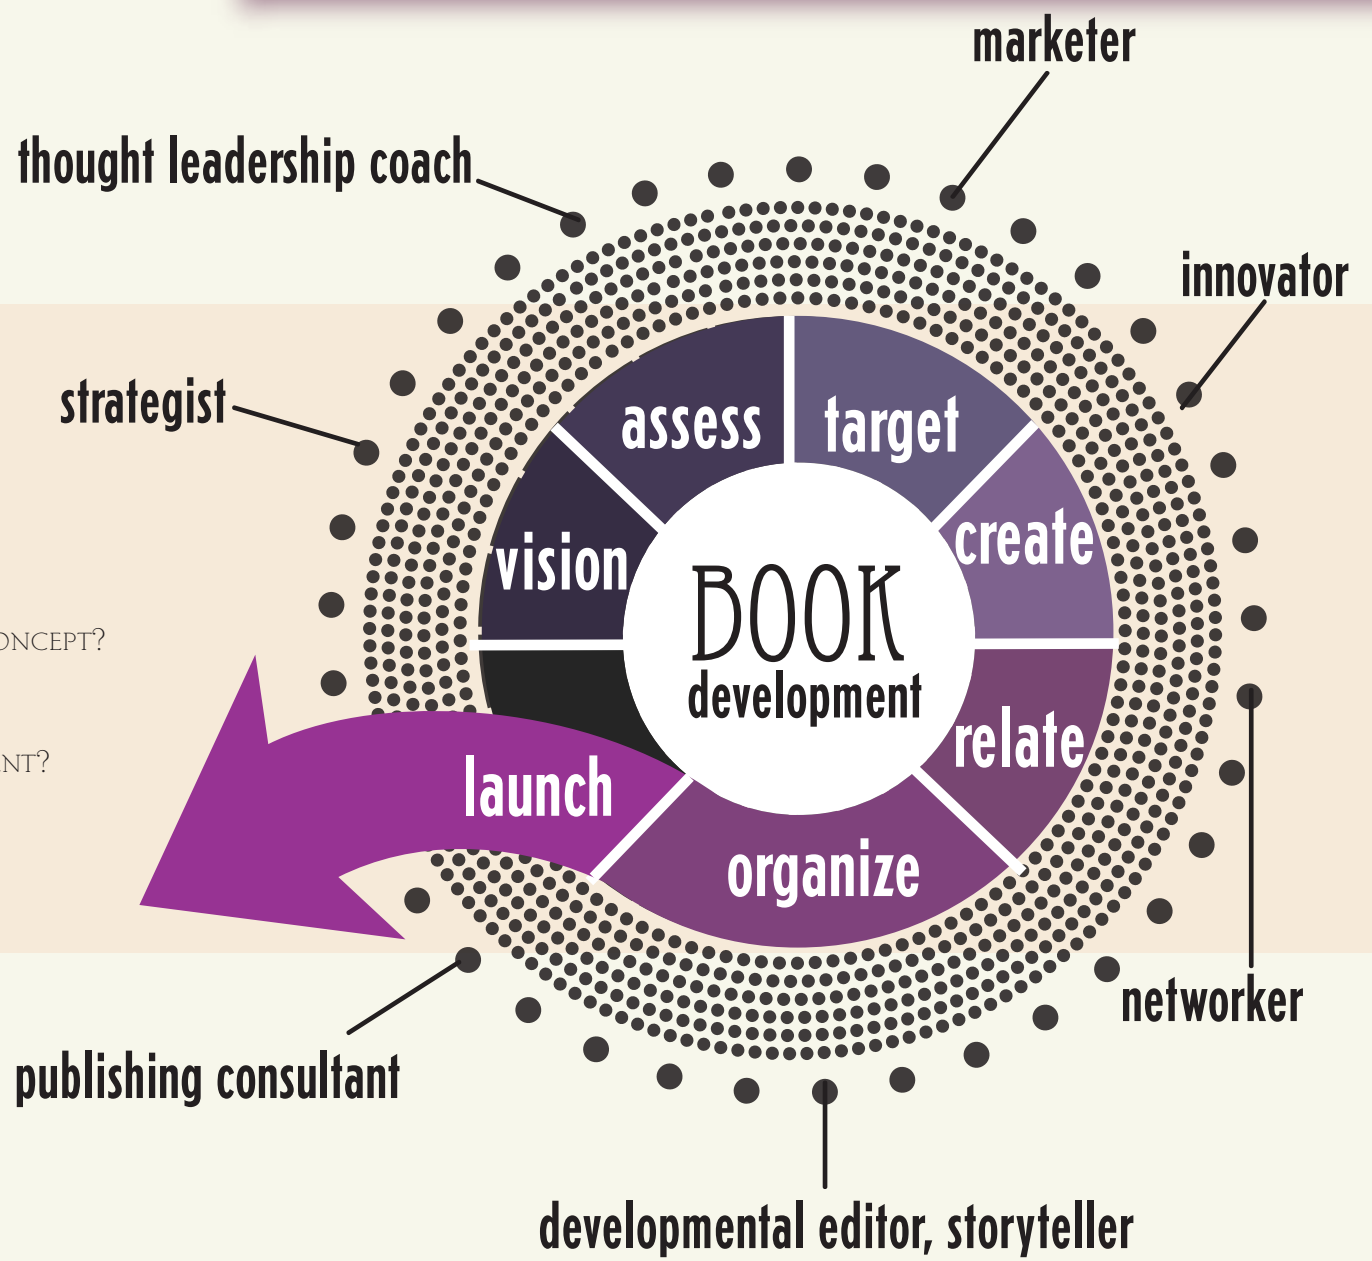 marketer
thought leadership coach
innovator
strategist
assess
target
create
vision
BOOK
development
relate
launch
organize
networker
publishing consultant
developmental editor, storyteller